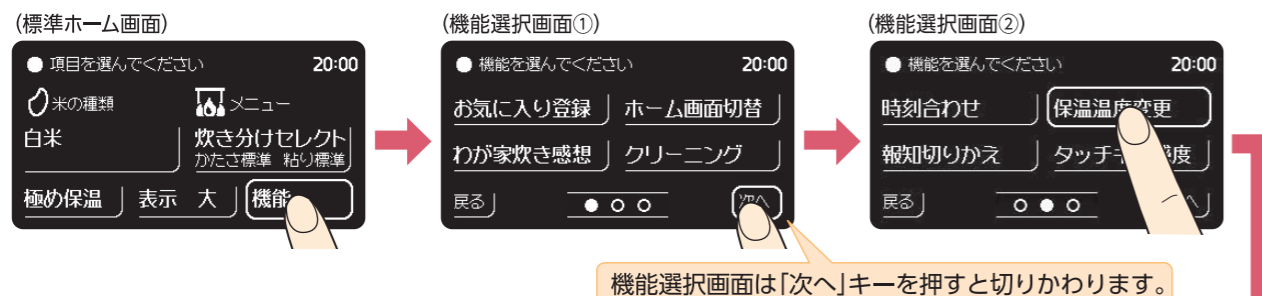 (標準ホーム画面)
● 項目を選んでください 20:00
米の種類 メニュー
白米 炊き分けセレクト
かたさ標準 粘り標準
極め保温 表示 大 機能
(機能選択画面①)
● 機能を選んでください 20:00
お気に入り登録 ホーム画面切替
わが家炊き感想 クリーニング
戻る 次へ
(機能選択画面②)
● 機能を選んでください 20:00
時刻合わせ 保温温度変更
報知切りかえ タッチ 度
戻る へ
機能選択画面は「次へ」キーを押すと切りかわります。